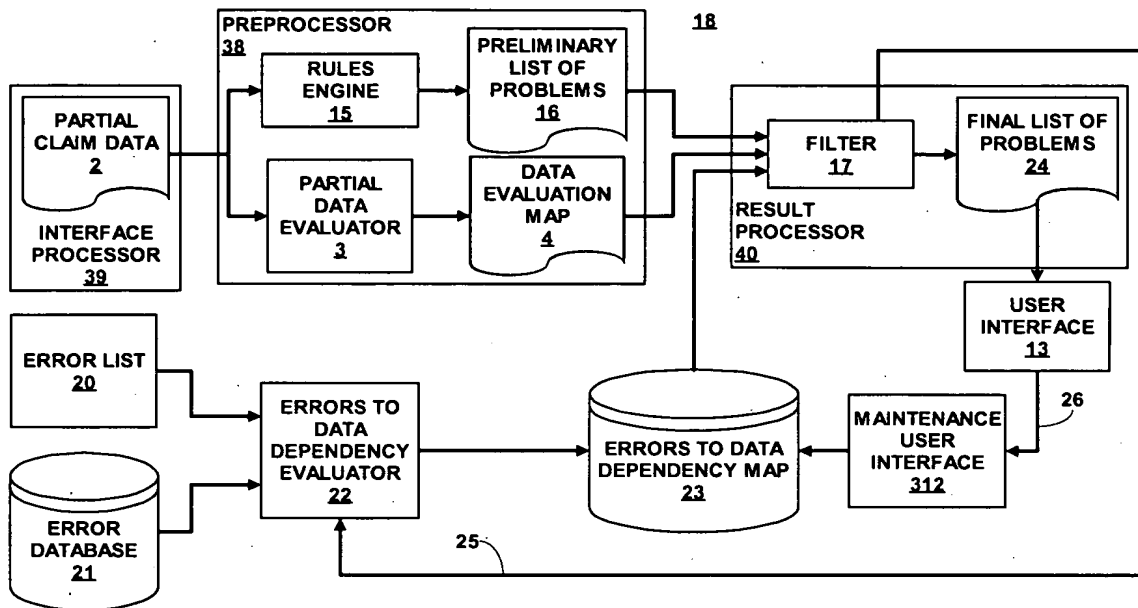 18
PREPROCESSOR
38
RULES
ENGINE
15
PRELIMINARY
LIST OF
PROBLEMS
16
PARTIAL
CLAIM DATA
2
INTERFACE
PROCESSOR
39
PARTIAL
DATA
EVALUATOR
3
DATA
EVALUATION
MAP
4
FILTER
17
FINAL LIST OF
PROBLEMS
24
RESULT
PROCESSOR
40
USER
INTERFACE
13
26
ERROR LIST
20
ERROR
DATABASE
21
ERRORS TO
DATA
DEPENDENCY
EVALUATOR
22
ERRORS TO DATA
DEPENDENCY MAP
23
MAINTENANCE
USER
INTERFACE
312
25